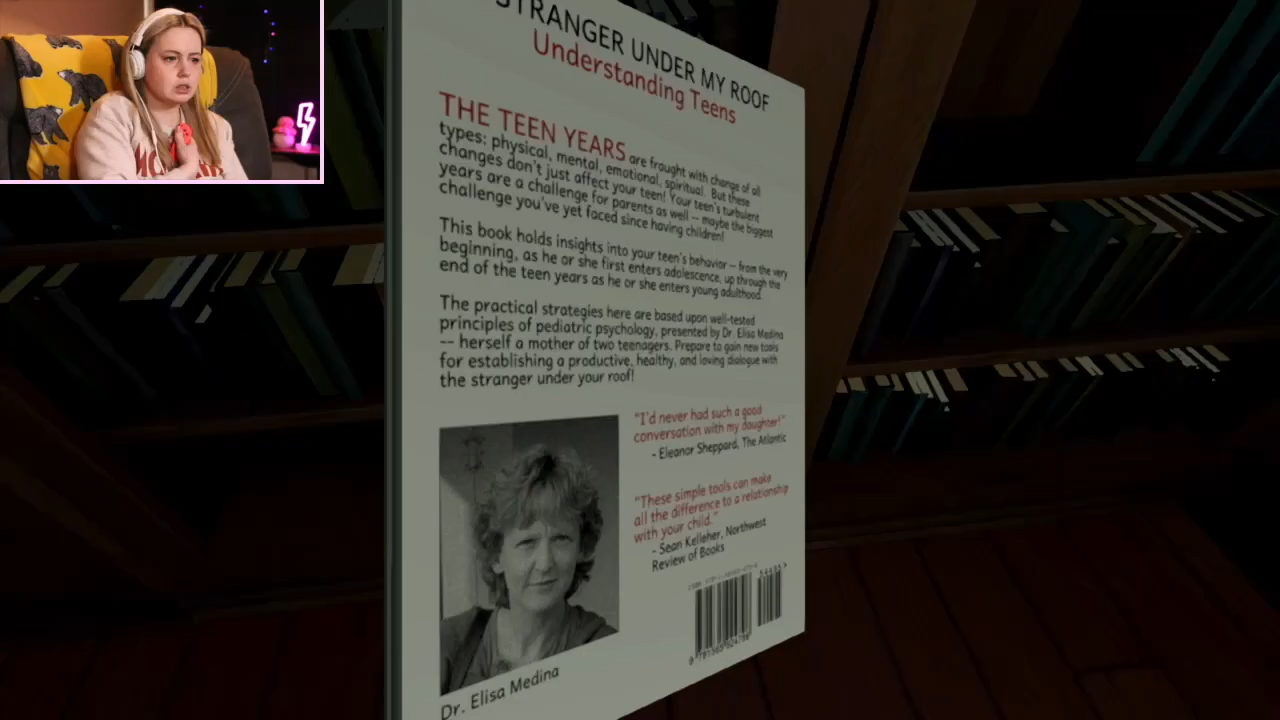 STRANGER UNDER MY ROOF
Understanding Teens
THE TEEN YEARS are fraught with change of all
types: physical, mental, emotional, spiritual. But these
changes don't just affect your teen! Your teen's turbulent
years are a challenge for parents as well -- maybe the biggest
challenge you've yet faced since having children!
This book holds insights into your teen's behavior -- from the very
beginning, as he or she first enters adolescence, up through the
end of the teen years as he or she enters young adulthood.
The practical strategies here are based upon well-tested
principles of pediatric psychology, presented by Dr. Elisa Medina
-- herself a mother of two teenagers. Prepare to gain new tools
for establishing a productive, healthy, and loving dialogue with
the stranger under your roof!
"I'd never had such a good
conversation with my daughter!"
- Eleanor Sheppard, The Atlantic
"These simple tools can make
all the difference to a relationship
with your child."
- Sean Kelleher, Northwest
Review of Books
Dr. Elisa Medina